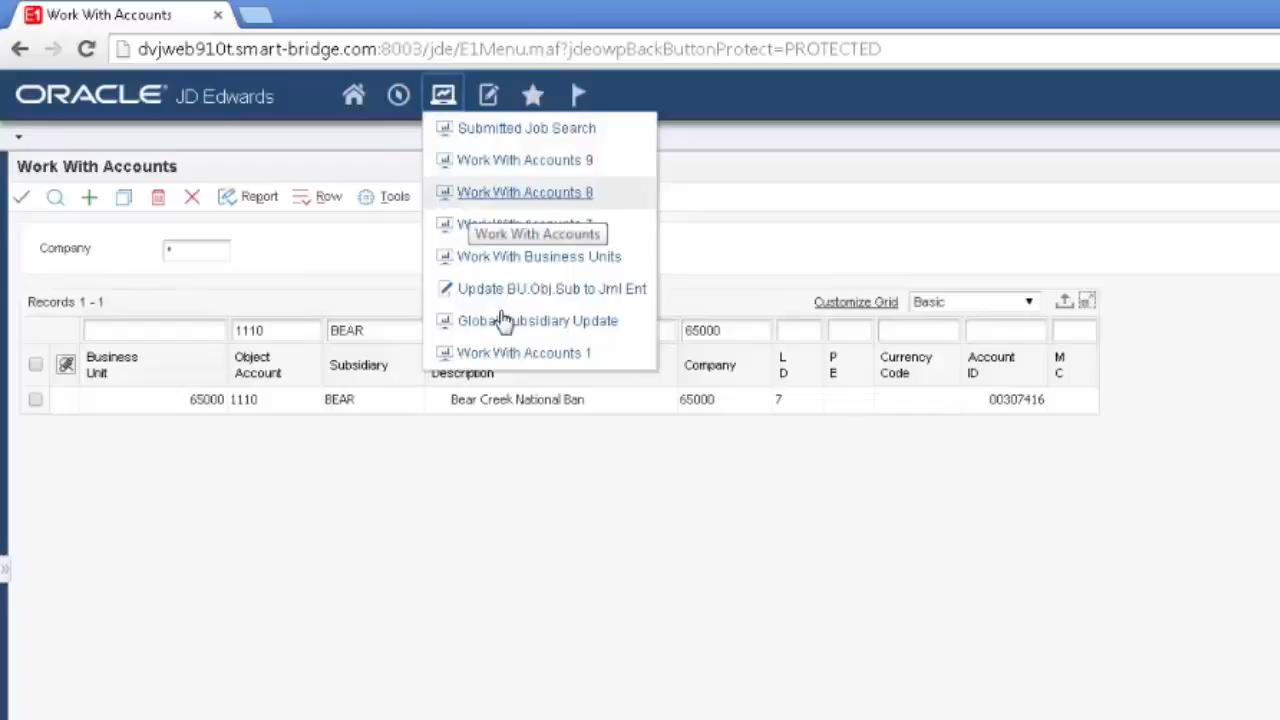 E1 Work With Accounts
dvjweb910t.smart-bridge.com:8003/jde/E1Menu.maf?jdeowpBackButtonProtect=PROTECTED
ORACLE JD Edwards
Submitted Job Search
Work With Accounts 9
Work With Accounts 8
Work With Accounts
Work With Business Units
Update BU.Obj.Sub to Jrnl Ent
Global Subsidiary Update
Work With Accounts 1
Work With Accounts
Report Row Tools
Company *
Records 1 - 1 Customize Grid Basic
1110 BEAR 65000
Business Unit Object Account Subsidiary Description Company L D P E Currency Code Account ID M C
65000 1110 BEAR Bear Creek National Ban 65000 7 00307416